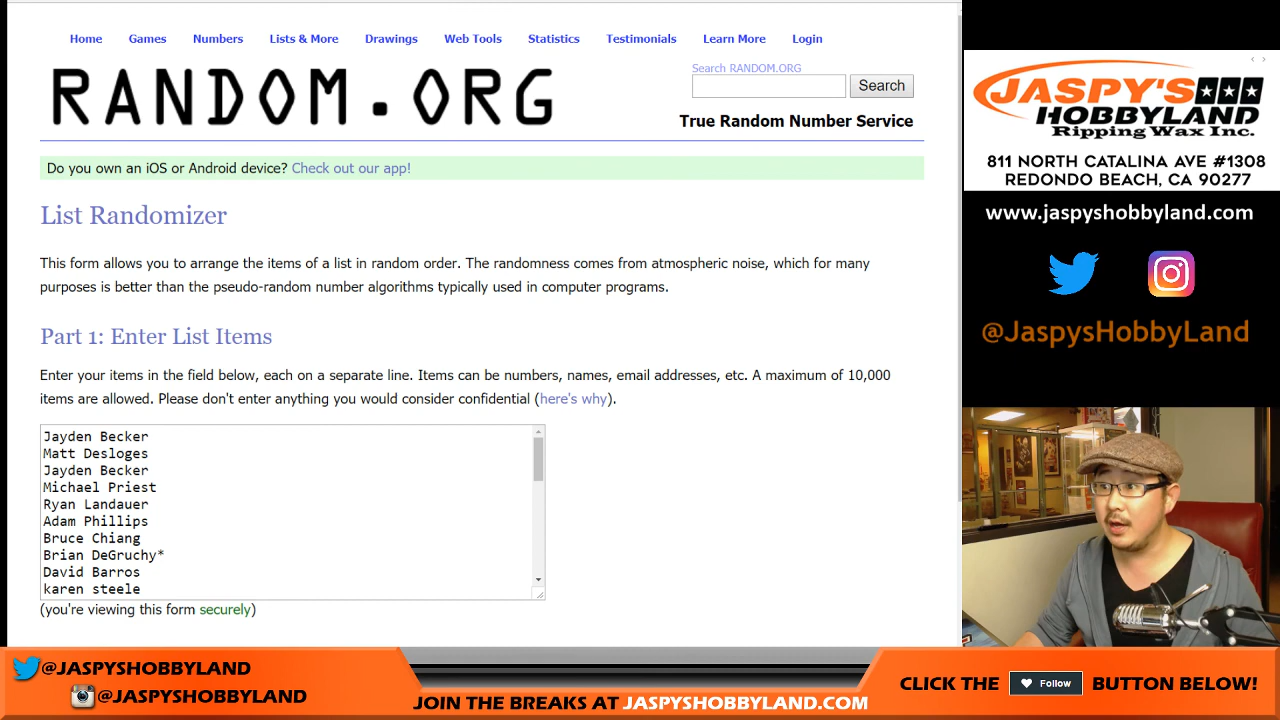 Home Games Numbers Lists & More Drawings Web Tools Statistics Testimonials Learn More Login
RANDOM.ORG
Search RANDOM.ORG
Search
True Random Number Service
Do you own an iOS or Android device? Check out our app!
List Randomizer
This form allows you to arrange the items of a list in random order. The randomness comes from atmospheric noise, which for many
purposes is better than the pseudo-random number algorithms typically used in computer programs.
Part 1: Enter List Items
Enter your items in the field below, each on a separate line. Items can be numbers, names, email addresses, etc. A maximum of 10,000
items are allowed. Please don't enter anything you would consider confidential (here's why).
Jayden Becker
Matt Desloges
Jayden Becker
Michael Priest
Ryan Landauer
Adam Phillips
Bruce Chiang
Brian DeGruchy*
David Barros
karen steele
(you're viewing this form securely)
JASPY'S
HOBBYLAND
Ripping Wax Inc.
811 NORTH CATALINA AVE #1308
REDONDO BEACH, CA 90277
www.jaspyshobbyland.com
@JaspysHobbyLand
@JASPYSHOBBYLAND
@JASPYSHOBBYLAND
JOIN THE BREAKS AT JASPYSHOBBYLAND.COM
CLICK THE Follow BUTTON BELOW!